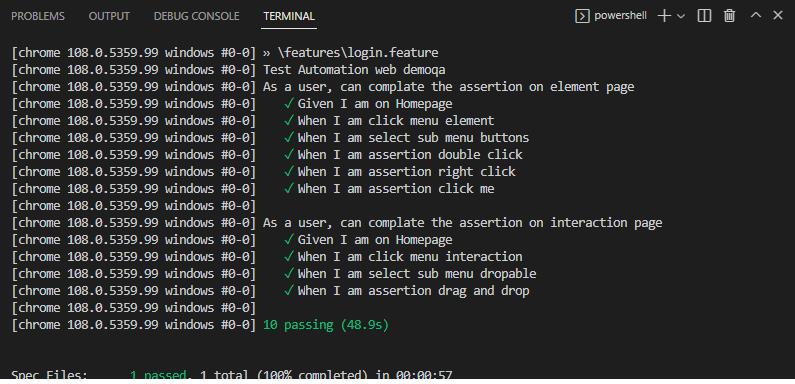 PROBLEMS OUTPUT DEBUG CONSOLE TERMINAL powershell
[chrome 108.0.5359.99 windows #0-0] » \features\login.feature
[chrome 108.0.5359.99 windows #0-0] Test Automation web demoqa
[chrome 108.0.5359.99 windows #0-0] As a user, can complate the assertion on element page
[chrome 108.0.5359.99 windows #0-0] ✓ Given I am on Homepage
[chrome 108.0.5359.99 windows #0-0] ✓ When I am click menu element
[chrome 108.0.5359.99 windows #0-0] ✓ When I am select sub menu buttons
[chrome 108.0.5359.99 windows #0-0] ✓ When I am assertion double click
[chrome 108.0.5359.99 windows #0-0] ✓ When I am assertion right click
[chrome 108.0.5359.99 windows #0-0] ✓ When I am assertion click me
[chrome 108.0.5359.99 windows #0-0]
[chrome 108.0.5359.99 windows #0-0] As a user, can complate the assertion on interaction page
[chrome 108.0.5359.99 windows #0-0] ✓ Given I am on Homepage
[chrome 108.0.5359.99 windows #0-0] ✓ When I am click menu interaction
[chrome 108.0.5359.99 windows #0-0] ✓ When I am select sub menu dropable
[chrome 108.0.5359.99 windows #0-0] ✓ When I am assertion drag and drop
[chrome 108.0.5359.99 windows #0-0]
[chrome 108.0.5359.99 windows #0-0] 10 passing (48.9s)
Spec Files: 1 passed, 1 total (100% completed) in 00:00:57